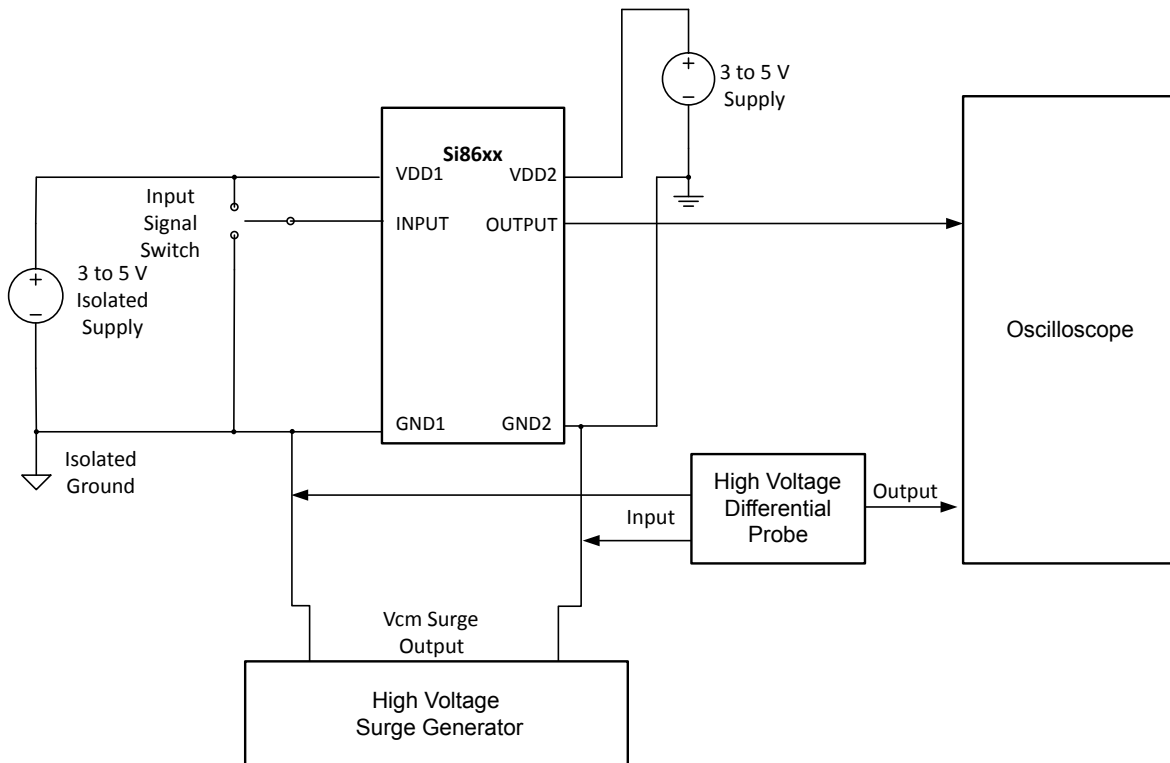 3 to 5 V
Supply
Si86xx
VDD1
VDD2
Input
Signal
Switch
INPUT
OUTPUT
+
−
3 to 5 V
Isolated
Supply
+
−
Oscilloscope
GND1
GND2
Isolated
Ground
High Voltage
Differential
Probe
Input
Output
Vcm Surge
Output
High Voltage
Surge Generator